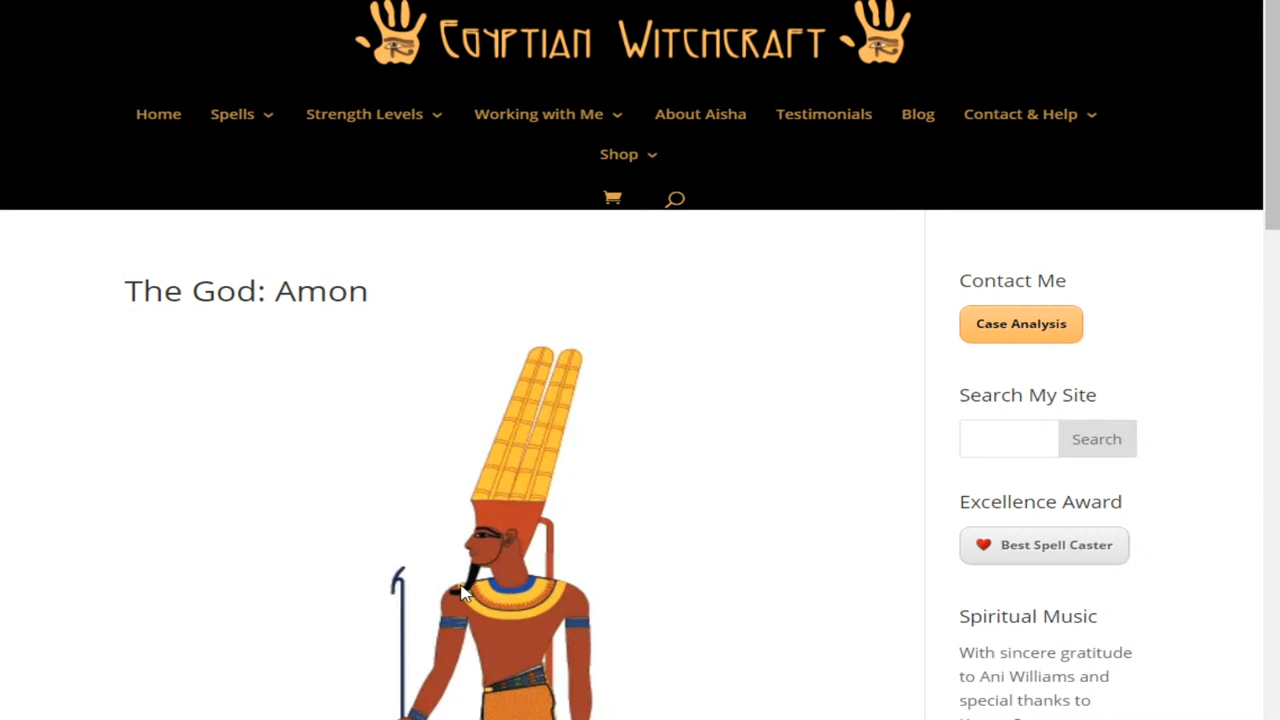 Egyptian Witchcraft
Home Spells Strength Levels Working with Me About Aisha Testimonials Blog Contact & Help
Shop
The God: Amon
Contact Me
Case Analysis
Search My Site
Search
Excellence Award
Best Spell Caster
Spiritual Music
With sincere gratitude
to Ani Williams and
special thanks to